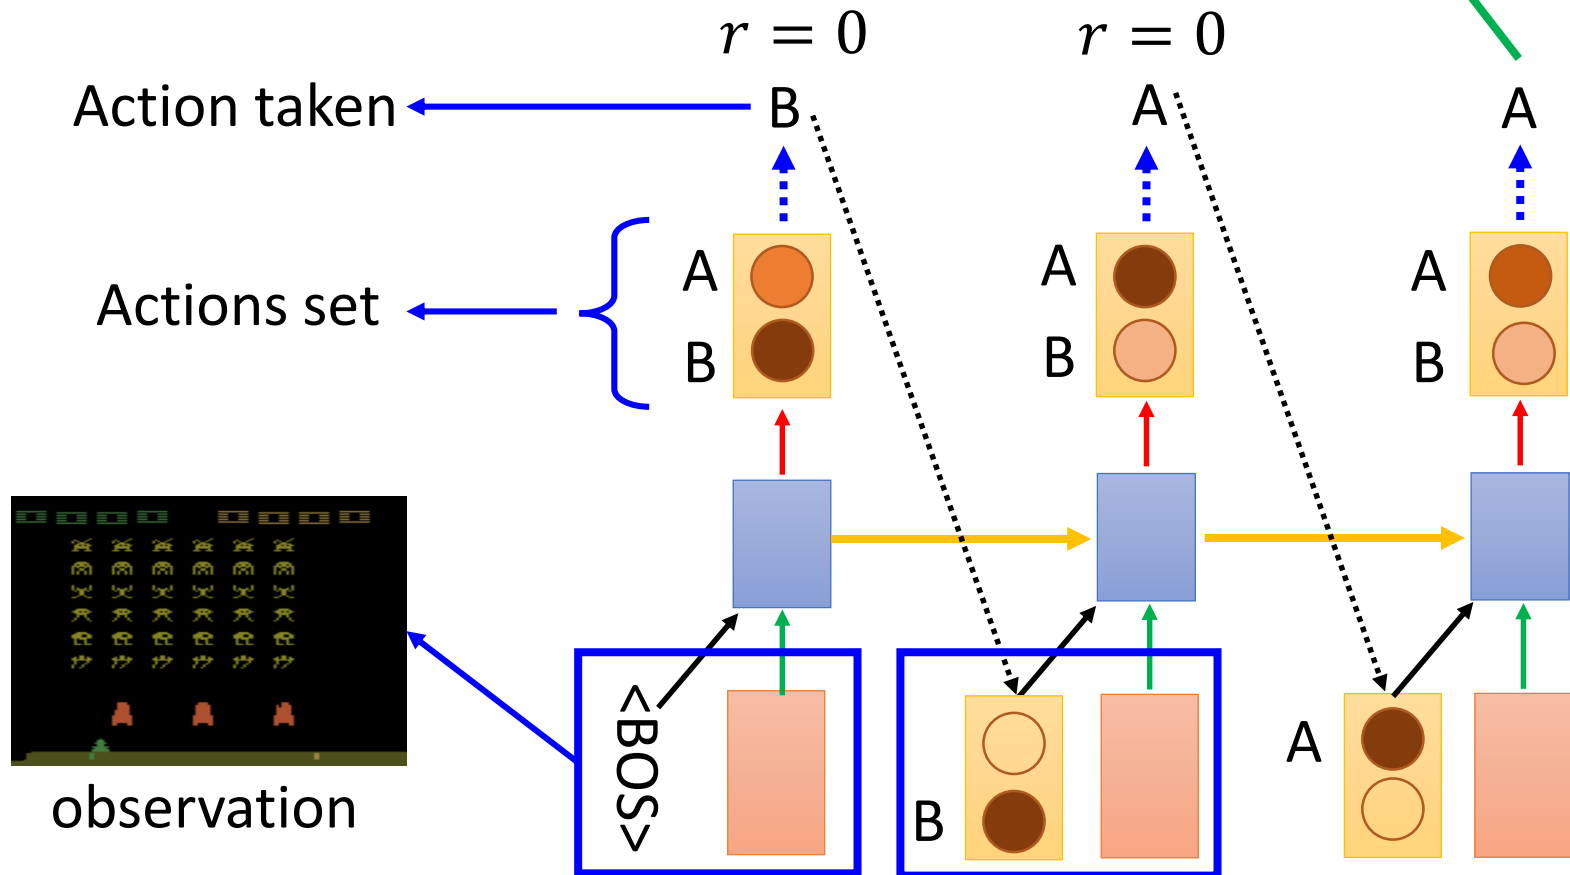 r = 0
r = 0
Action taken
B
A
A
Actions set
A
B
A
B
A
B
observation
<BOS>
B
A